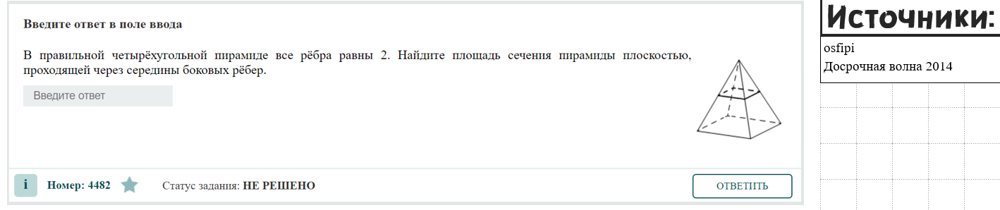 Введите ответ в поле ввода
В правильной четырёхугольной пирамиде все рёбра равны 2. Найдите площадь сечения пирамиды плоскостью,
проходящей через середины боковых рёбер.
Введите ответ
i Номер: 4482 Статус задания: НЕ РЕШЕНО ОТВЕТИТЬ
Источники:
osfipi
Досрочная волна 2014